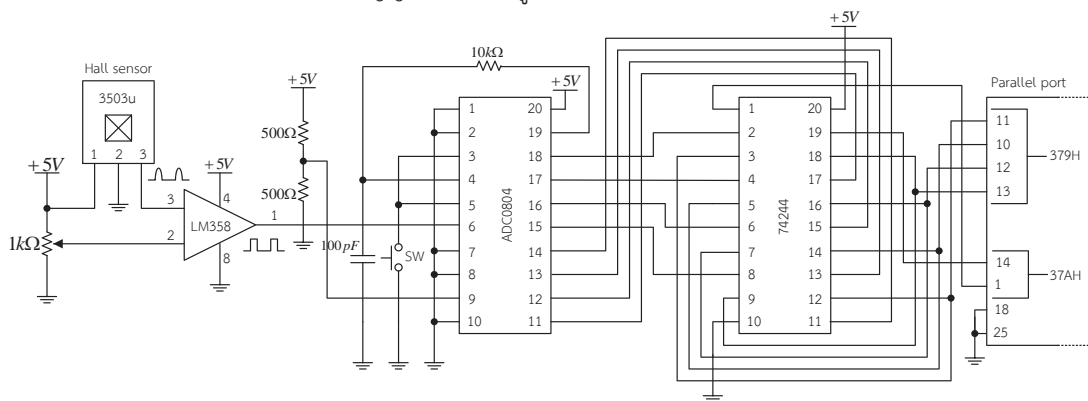 10kΩ
+5V
Hall sensor
+5V
+5V
Parallel port
3503u
1 2 3
+5V
+5V
500Ω
500Ω
1kΩ
3
2
4
8
1
LM358
100pF
SW
ADC0804
1
2
3
4
5
6
7
8
9
10
20
19
18
17
16
15
14
13
12
11
74244
1
2
3
4
5
6
7
8
9
10
20
19
18
17
16
15
14
13
12
11
11
10
12
13
379H
14
1
37AH
18
25